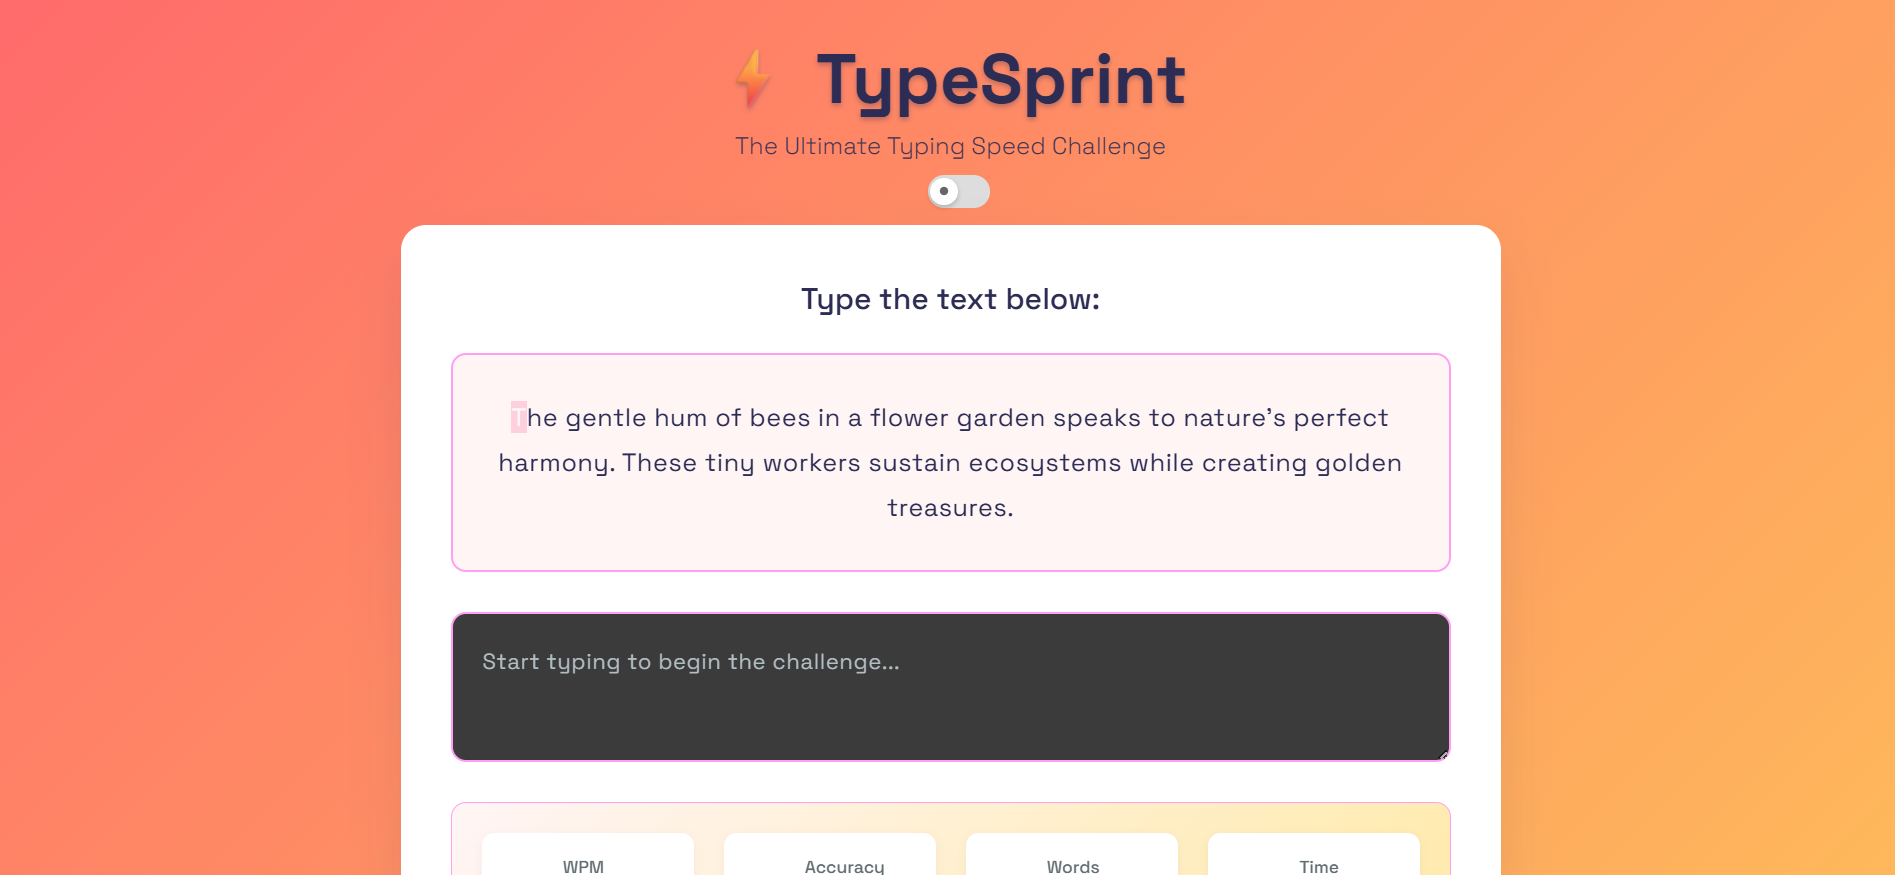 TypeSprint
The Ultimate Typing Speed Challenge
Type the text below:
The gentle hum of bees in a flower garden speaks to nature's perfect
harmony. These tiny workers sustain ecosystems while creating golden
treasures.
Start typing to begin the challenge...
WPM Accuracy Words Time